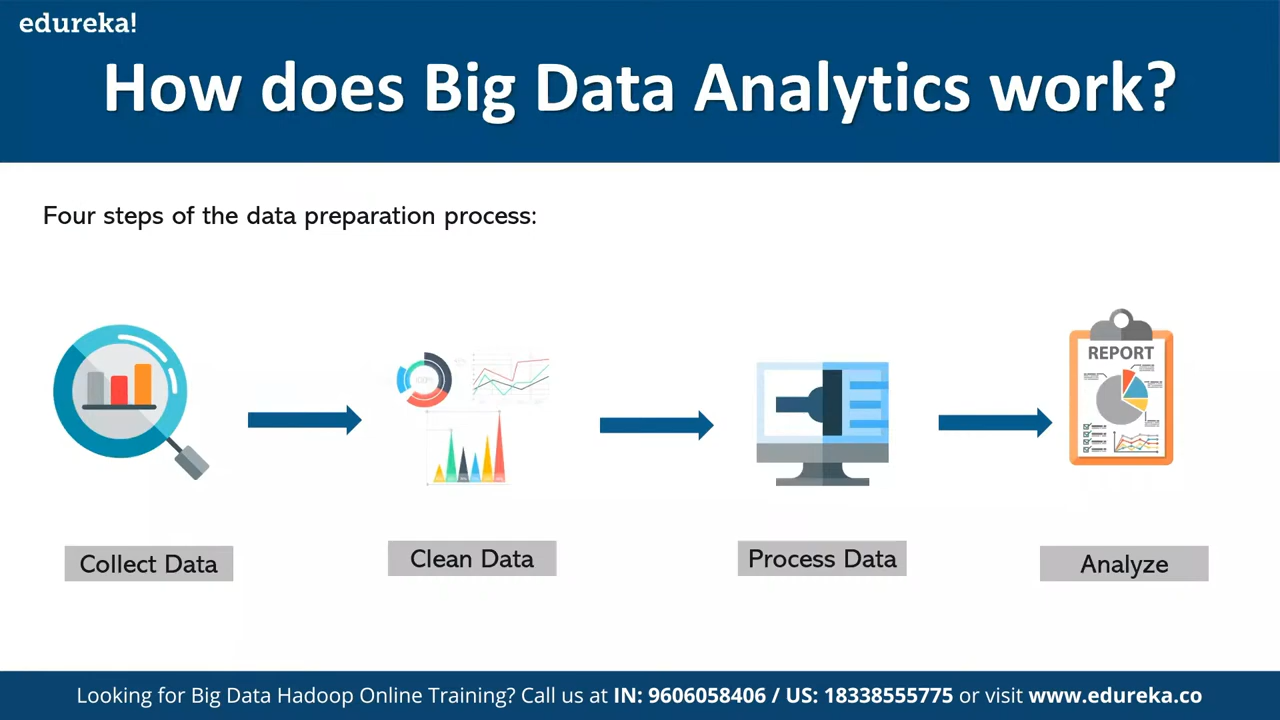 edureka!
How does Big Data Analytics work?
Four steps of the data preparation process:
100%
REPORT
Collect Data
Clean Data
Process Data
Analyze
Looking for Big Data Hadoop Online Training? Call us at IN: 9606058406 / US: 18338555775 or visit www.edureka.co